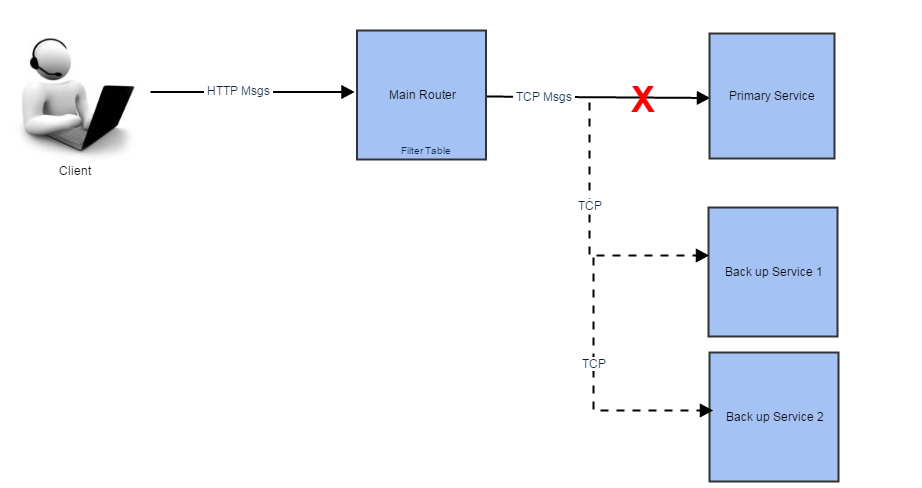 HTTP Msgs
Main Router
Filter Table
TCP Msgs
X
Primary Service
Client
TCP
Back up Service 1
TCP
Back up Service 2